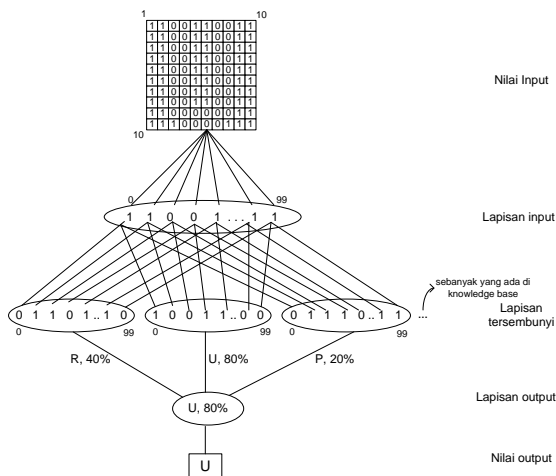 1 10
1 1 0 0 1 1 0 0 1 1
1 1 0 0 1 1 0 0 1 1
1 1 0 0 1 1 0 0 1 1
1 1 0 0 1 1 0 0 1 1
1 1 0 0 1 1 0 0 1 1
1 1 0 0 1 1 0 0 1 1
1 1 0 0 1 1 0 0 1 1
1 1 0 0 1 1 0 0 1 1
1 1 0 0 0 0 0 0 1 1
1 1 1 0 0 0 0 1 1 1
10
Nilai Input
0 99
1 1 0 0 1 . . . 1 1
Lapisan input
sebanyak yang ada di
knowledge base
0 1 1 0 1 .. 1 0
0 99
1 0 0 1 1 .. 0 0
0 99
0 1 1 1 0 .. 1 1
0 99
...
Lapisan
tersembunyi
R, 40%
U, 80%
P, 20%
U, 80%
Lapisan output
U
Nilai output